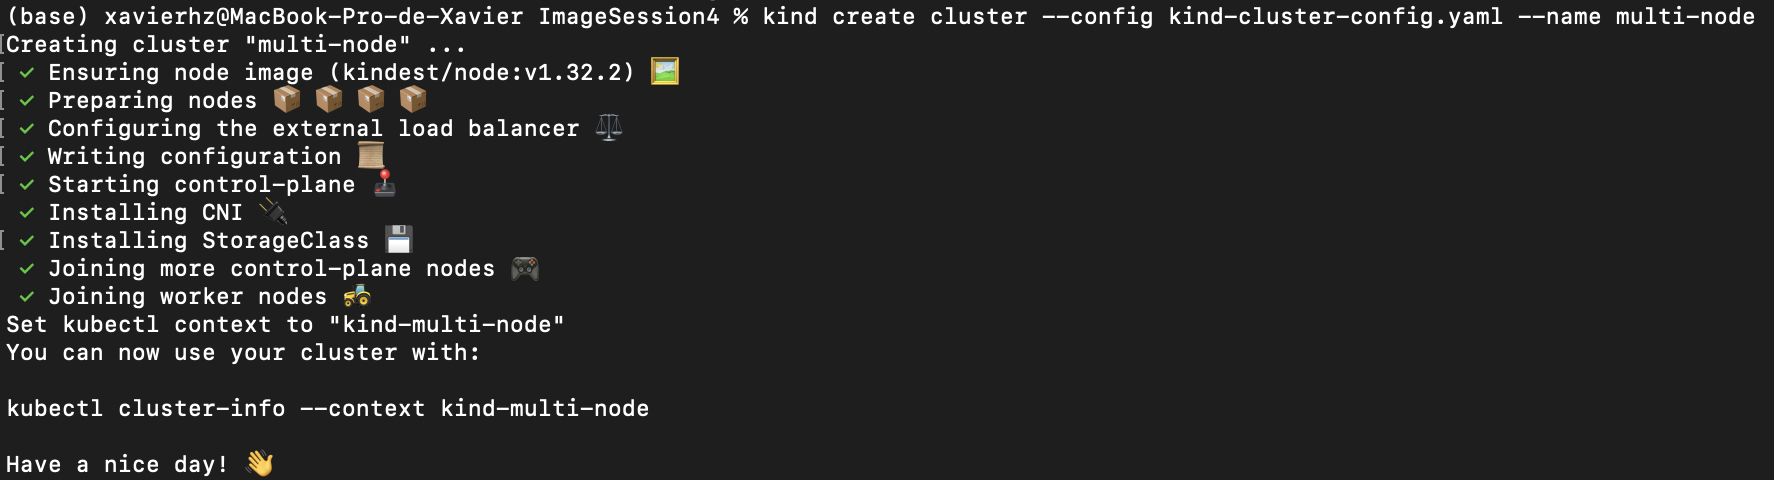 (base) xavierhz@MacBook-Pro-de-Xavier ImageSession4 % kind create cluster --config kind-cluster-config.yaml --name multi-node
Creating cluster "multi-node" ...
✓ Ensuring node image (kindest/node:v1.32.2) 🖼
✓ Preparing nodes 📦 📦 📦 📦
✓ Configuring the external load balancer ⚖️
✓ Writing configuration 📜
✓ Starting control-plane 🕹️
✓ Installing CNI 🔌
✓ Installing StorageClass 💾
✓ Joining more control-plane nodes 🎮
✓ Joining worker nodes 🚜
Set kubectl context to "kind-multi-node"
You can now use your cluster with:
kubectl cluster-info --context kind-multi-node
Have a nice day! 👋